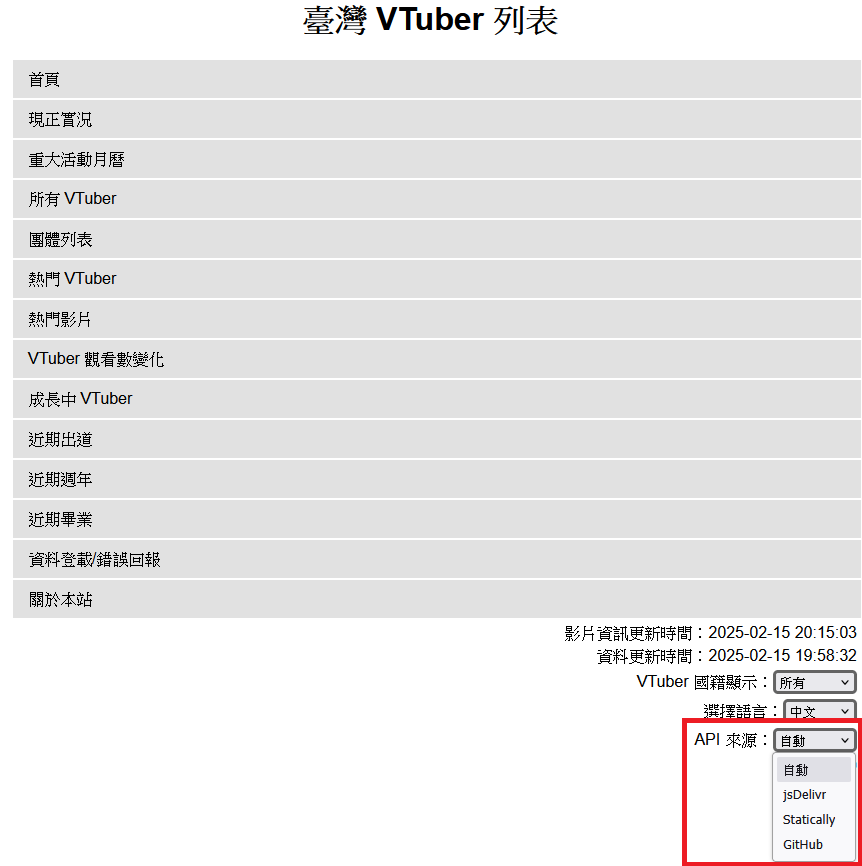 臺灣 VTuber 列表
首頁
現正實況
重大活動月曆
所有 VTuber
團體列表
熱門 VTuber
熱門影片
VTuber 觀看數變化
成長中 VTuber
近期出道
近期週年
近期畢業
資料登載/錯誤回報
關於本站
影片資訊更新時間：2025-02-15 20:15:03
資料更新時間：2025-02-15 19:58:32
VTuber 國籍顯示：所有
選擇語言：中文
API 來源：自動
自動
jsDelivr
Statically
GitHub